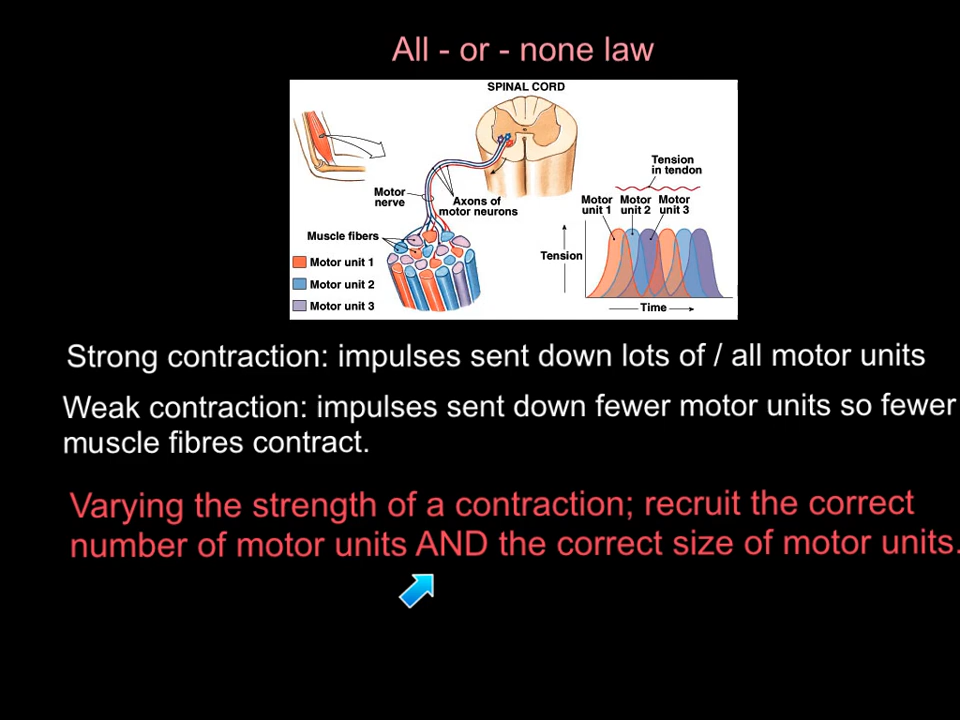 All - or - none law
SPINAL CORD
Motor
nerve
Axons of
motor neurons
Muscle fibers
Motor unit 1
Motor unit 2
Motor unit 3
Tension
in tendon
Motor
unit 1
Motor
unit 2
Motor
unit 3
Tension
Time
Strong contraction: impulses sent down lots of / all motor units
Weak contraction: impulses sent down fewer motor units so fewer
muscle fibres contract.
Varying the strength of a contraction; recruit the correct
number of motor units AND the correct size of motor units.